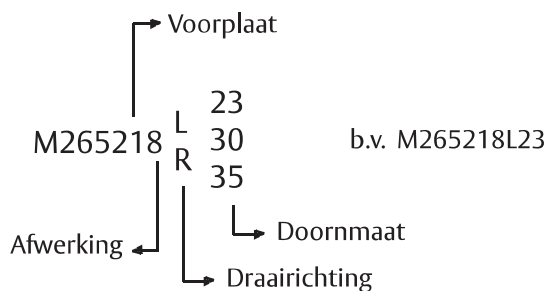 Voorplaat
23
L
M265218 30 b.v. M265218L23
R
35
Doornmaat
Afwerking
Draairichting